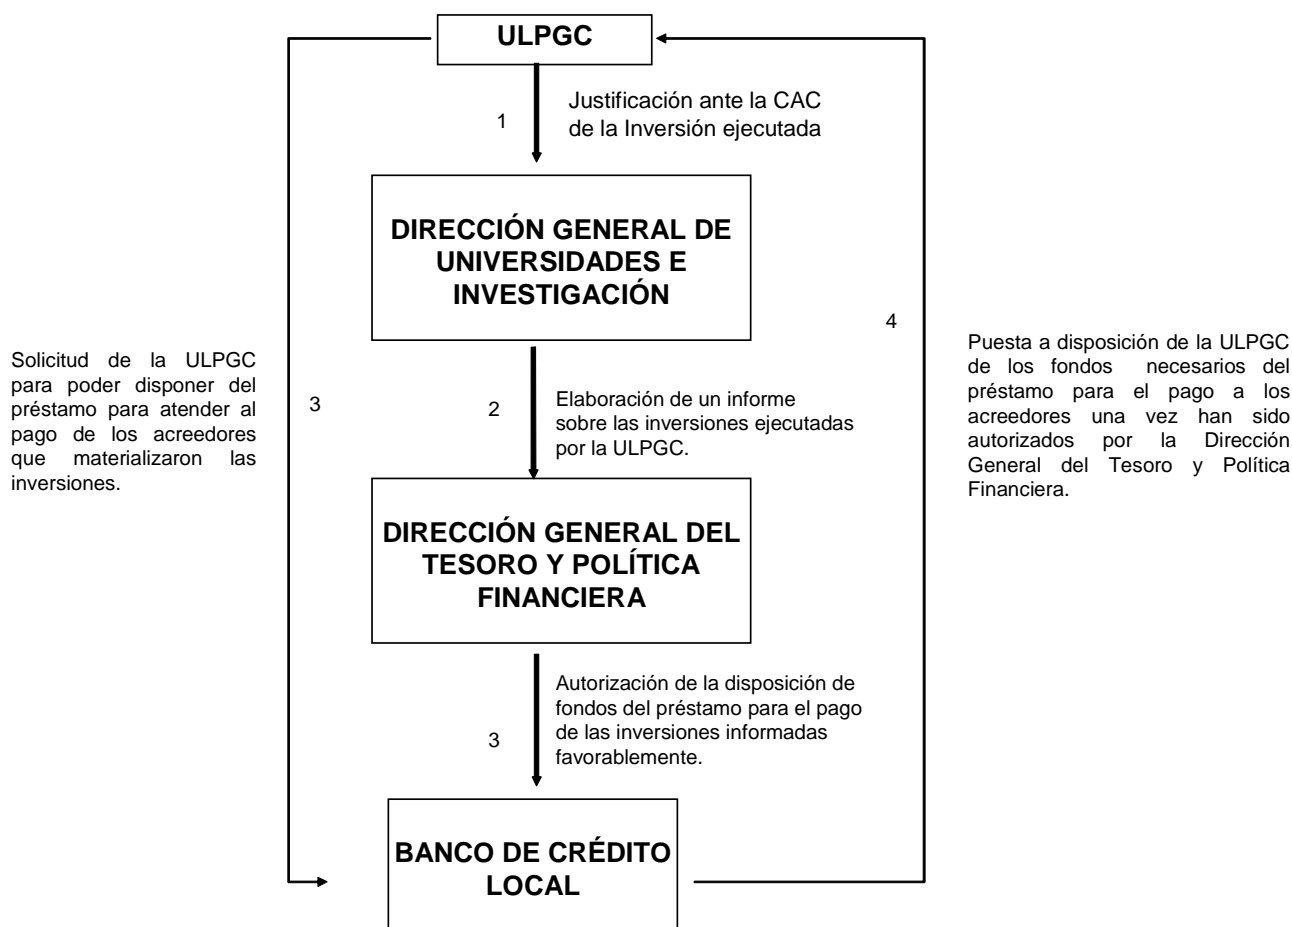 ULPGC
1
Justificación ante la CAC
de la Inversión ejecutada
DIRECCIÓN GENERAL DE
UNIVERSIDADES E
INVESTIGACIÓN
Solicitud de la ULPGC
para poder disponer del
préstamo para atender al
pago de los acreedores
que materializaron las
inversiones.
3
2
Elaboración de un informe
sobre las inversiones ejecutadas
por la ULPGC.
4
Puesta a disposición de la ULPGC
de los fondos necesarios del
préstamo para el pago a los
acreedores una vez han sido
autorizados por la Dirección
General del Tesoro y Política
Financiera.
DIRECCIÓN GENERAL DEL
TESORO Y POLÍTICA
FINANCIERA
3
Autorización de la disposición de
fondos del préstamo para el pago
de las inversiones informadas
favorablemente.
BANCO DE CRÉDITO
LOCAL